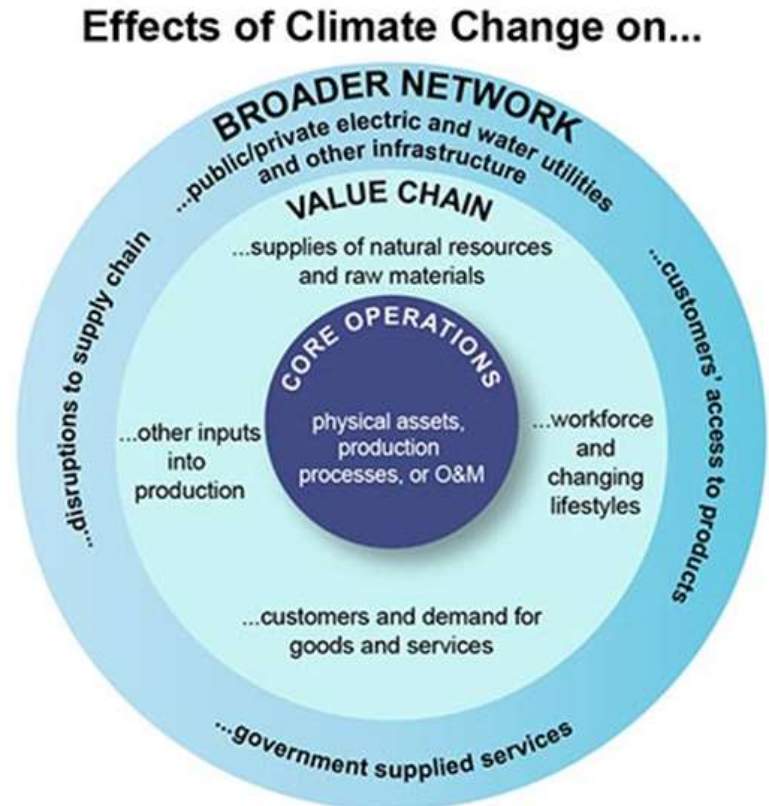 Effects of Climate Change on...
BROADER NETWORK
...public/private electric and water utilities
and other infrastructure
...disruptions to supply chain
...customers' access to products
...government supplied services
VALUE CHAIN
...supplies of natural resources
and raw materials
...other inputs
into
production
...workforce
and
changing
lifestyles
...customers and demand for
goods and services
CORE OPERATIONS
physical assets,
production
processes, or O&M